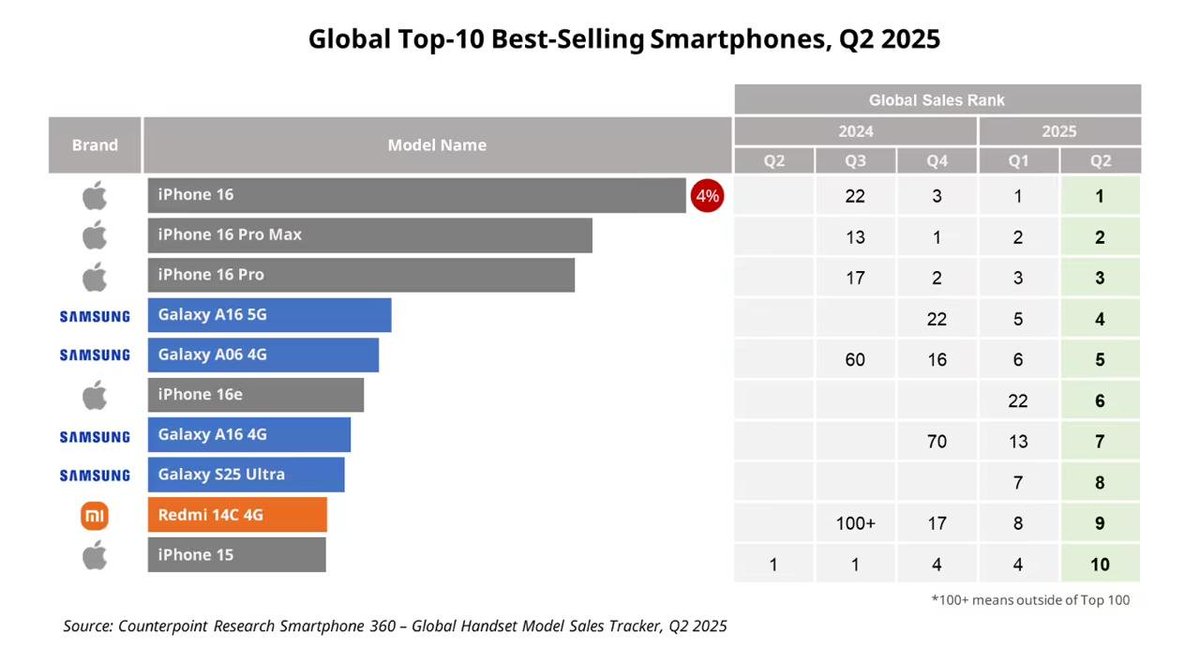 Global Top-10 Best-Selling Smartphones, Q2 2025
Global Sales Rank
Brand Model Name 2024 2025
Q2 Q3 Q4 Q1 Q2
iPhone 16 4% 22 3 1 1
iPhone 16 Pro Max 13 1 2 2
iPhone 16 Pro 17 2 3 3
SAMSUNG Galaxy A16 5G 22 5 4
SAMSUNG Galaxy A06 4G 60 16 6 5
iPhone 16e 22 6
SAMSUNG Galaxy A16 4G 70 13 7
SAMSUNG Galaxy S25 Ultra 7 8
mi Redmi 14C 4G 100+ 17 8 9
iPhone 15 1 1 4 4 10
*100+ means outside of Top 100
Source: Counterpoint Research Smartphone 360 – Global Handset Model Sales Tracker, Q2 2025